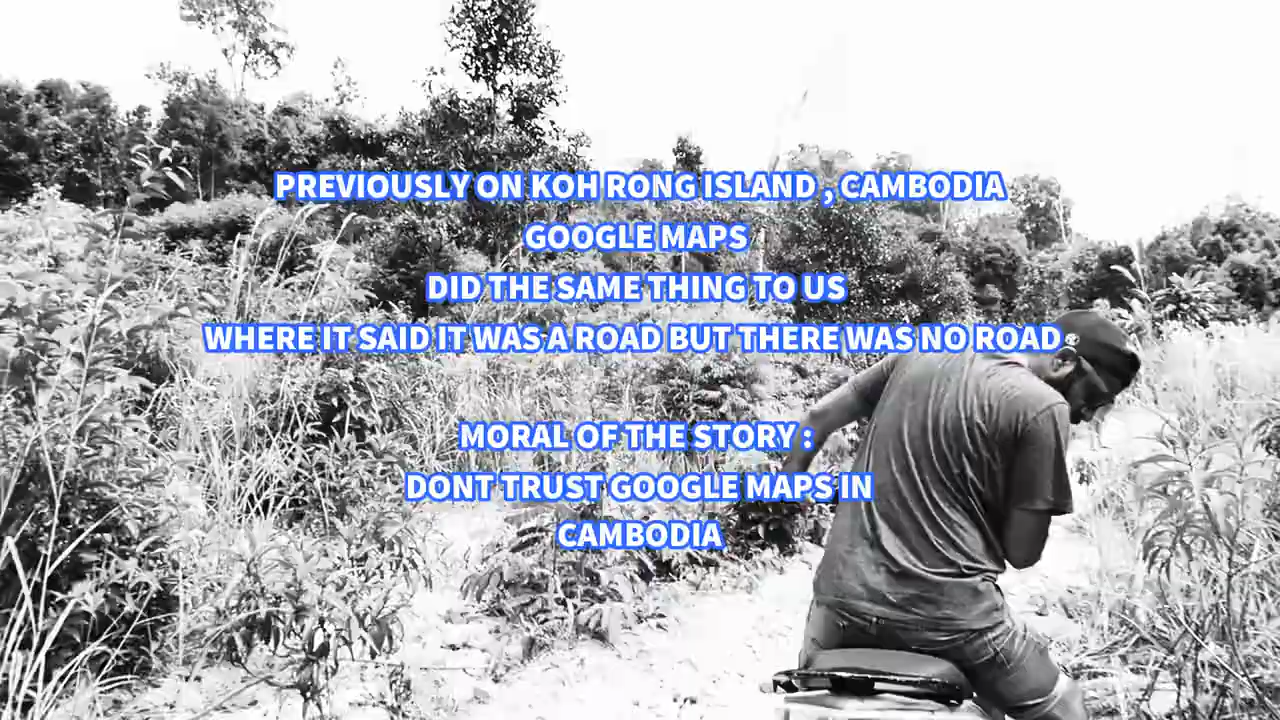 PREVIOUSLY ON KOH RONG ISLAND , CAMBODIA
GOOGLE MAPS
DID THE SAME THING TO US
WHERE IT SAID IT WAS A ROAD BUT THERE WAS NO ROAD
MORAL OF THE STORY :
DONT TRUST GOOGLE MAPS IN
CAMBODIA